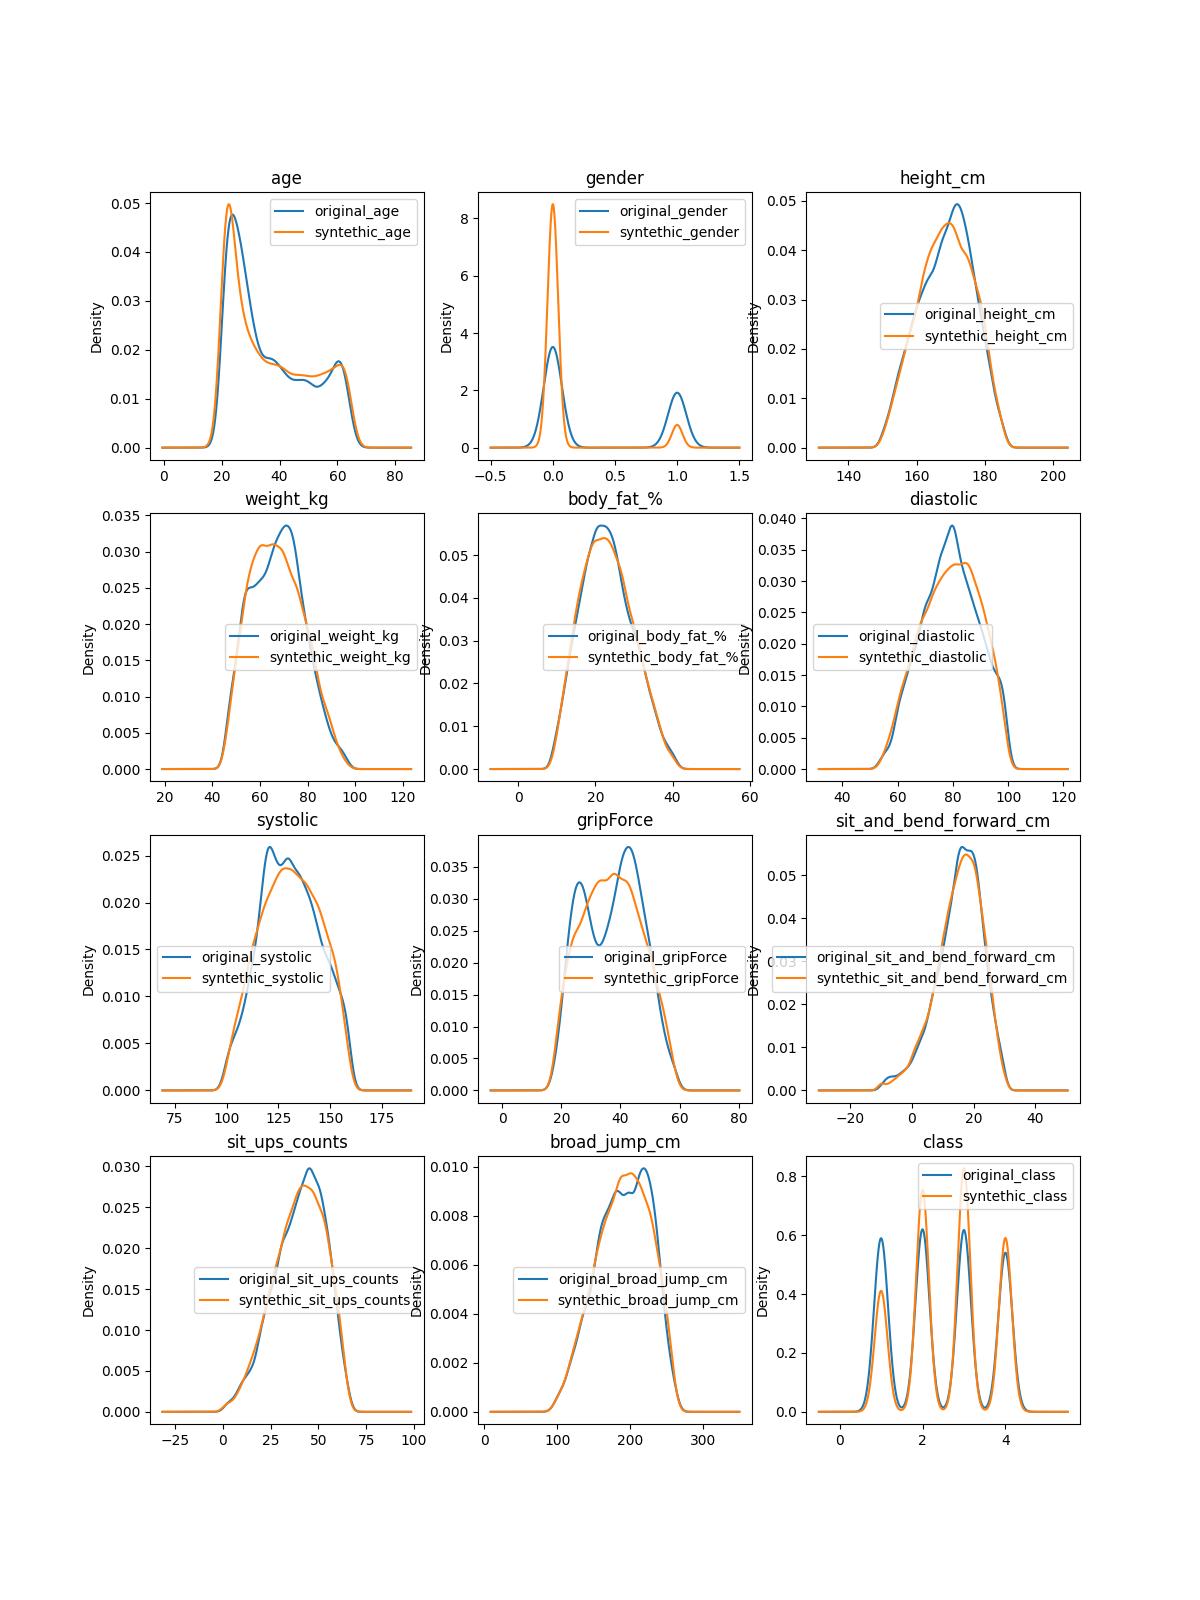 age
original_age
syntethic_age
Density
0.05
0.04
0.03
0.02
0.01
0.00
0 20 40 60 80
gender
original_gender
syntethic_gender
Density
8
6
4
2
0
−0.5 0.0 0.5 1.0 1.5
height_cm
original_height_cm
syntethic_height_cm
Density
0.05
0.04
0.03
0.02
0.01
0.00
140 160 180 200
weight_kg
original_weight_kg
syntethic_weight_kg
Density
0.035
0.030
0.025
0.020
0.015
0.010
0.005
0.000
20 40 60 80 100 120
body_fat_%
original_body_fat_%
syntethic_body_fat_%
Density
0.05
0.04
0.03
0.02
0.01
0.00
0 20 40 60
diastolic
original_diastolic
syntethic_diastolic
Density
0.040
0.035
0.030
0.025
0.020
0.015
0.010
0.005
0.000
40 60 80 100 120
systolic
original_systolic
syntethic_systolic
Density
0.025
0.020
0.015
0.010
0.005
0.000
75 100 125 150 175
gripForce
original_gripForce
syntethic_gripForce
Density
0.035
0.030
0.025
0.020
0.015
0.010
0.005
0.000
0 20 40 60 80
sit_and_bend_forward_cm
original_sit_and_bend_forward_cm
syntethic_sit_and_bend_forward_cm
Density
0.05
0.04
0.03
0.02
0.01
0.00
−20 0 20 40
sit_ups_counts
original_sit_ups_counts
syntethic_sit_ups_counts
Density
0.030
0.025
0.020
0.015
0.010
0.005
0.000
−25 0 25 50 75 100
broad_jump_cm
original_broad_jump_cm
syntethic_broad_jump_cm
Density
0.010
0.008
0.006
0.004
0.002
0.000
0 100 200 300
class
original_class
syntethic_class
Density
0.8
0.6
0.4
0.2
0.0
0 2 4